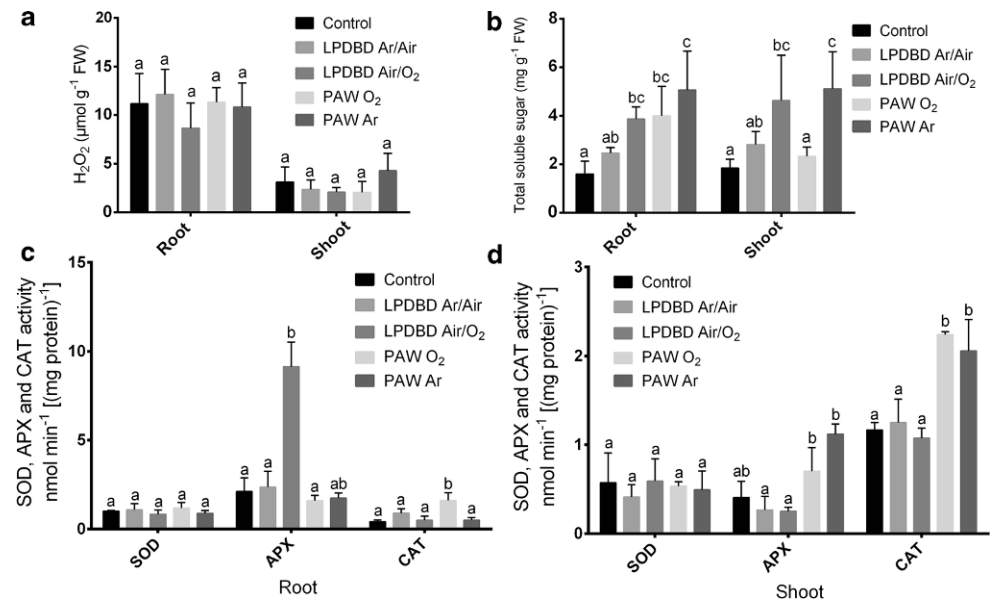 a
H2O2 (µmol g-1 FW)
20
15
10
5
0
a a a a a
a a a a a
Root
Shoot
Control
LPDBD Ar/Air
LPDBD Air/O2
PAW O2
PAW Ar
b
Total soluble sugar (mg g-1 FW)
8
6
4
2
0
a ab bc bc c
a ab bc a c
Root
Shoot
Control
LPDBD Ar/Air
LPDBD Air/O2
PAW O2
PAW Ar
c
SOD, APX and CAT activity
nmol min-1 [(mg protein)-1]
15
10
5
0
a a a a a
a a b a ab
a a a b a
SOD
APX
CAT
Root
Control
LPDBD Ar/Air
LPDBD Air/O2
PAW O2
PAW Ar
d
SOD, APX and CAT activity
nmol min-1 [(mg protein)-1]
3
2
1
0
a a a a a
ab a a b b
a a a b b
SOD
APX
CAT
Shoot
Control
LPDBD Ar/Air
LPDBD Air/O2
PAW O2
PAW Ar